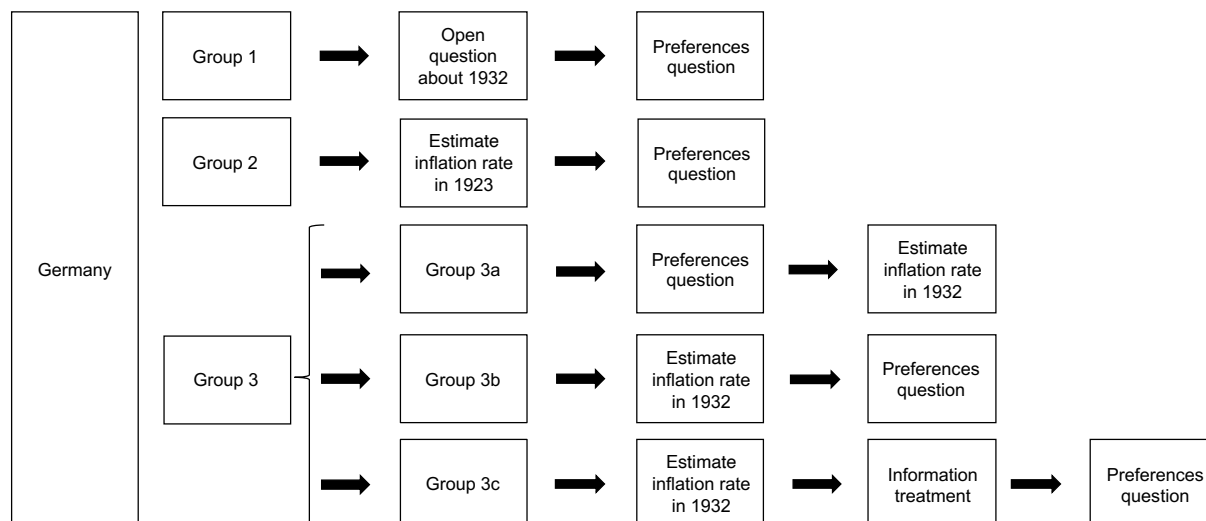 Germany
Group 1
Open
question
about 1932
Preferences
question
Group 2
Estimate
inflation rate
in 1923
Preferences
question
Group 3
Group 3a
Preferences
question
Estimate
inflation rate
in 1932
Group 3b
Estimate
inflation rate
in 1932
Preferences
question
Group 3c
Estimate
inflation rate
in 1932
Information
treatment
Preferences
question